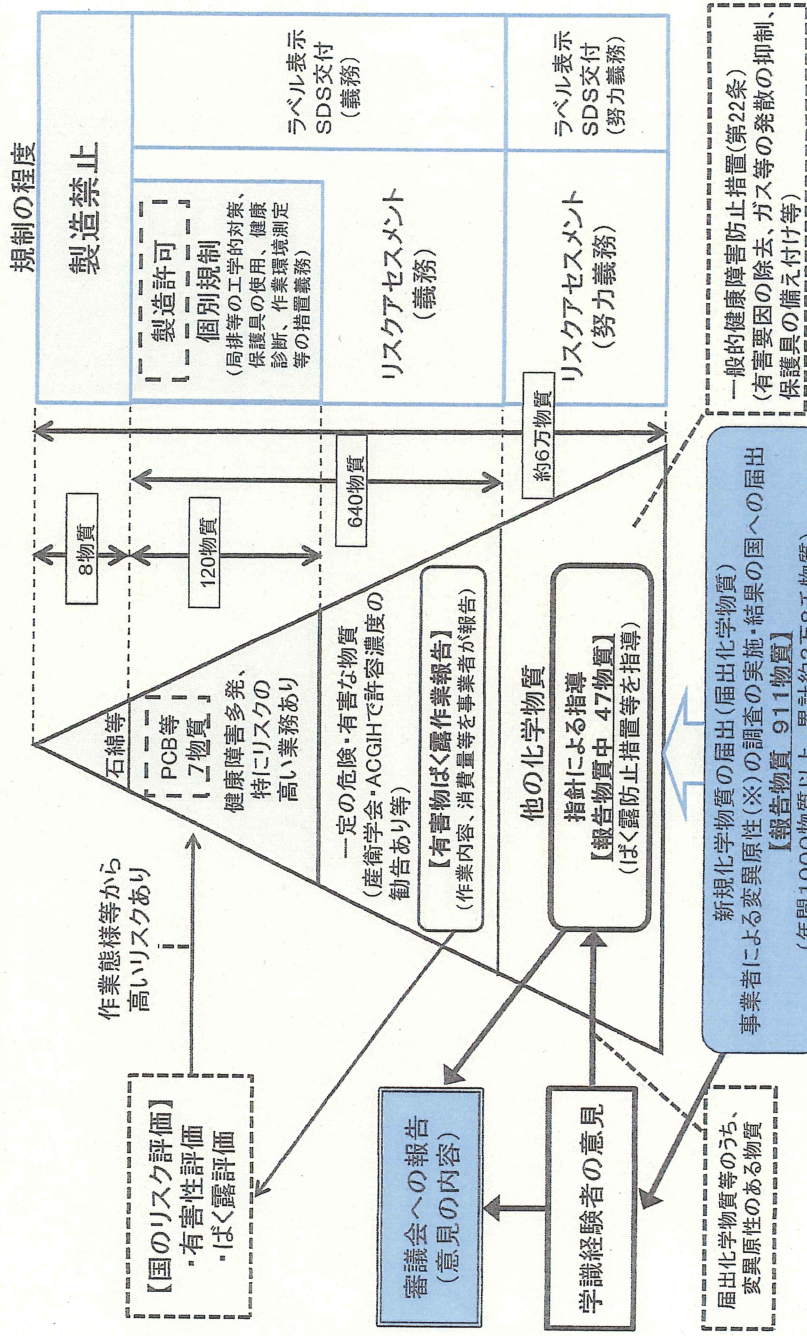 規制の程度
製造禁止
製造許可
個別規制
(局排等の工学的対策、
保護具の使用、健康
診断、作業環境測定
等の措置義務)
ラベル表示
SDS交付
(義務)
リスクアセスメント
(義務)
ラベル表示
SDS交付
(努力義務)
リスクアセスメント
(努力義務)
8物質
120物質
640物質
約6万物質
石綿等
PCB等
7物質
健康障害多発、
特にリスクの
高い業務あり
一定の危険・有害な物質
(産衛学会・ACGIHで許容濃度の
勧告あり等)
【有害物ばく露作業報告】
(作業内容、消費量等を事業者が報告)
他の化学物質
指針による指導
【報告物質中 47物質】
(ばく露防止措置等を指導)
作業態様等から
高いリスクあり
【国のリスク評価】
・有害性評価
・ばく露評価
審議会への報告
(意見の内容)
学識経験者の意見
届出化学物質等のうち、
変異原性のある物質
一般的健康障害防止措置(第22条)
(有害要因の除去、ガス等の発散の抑制、
保護具の備え付け等)
新規化学物質の届出(届出化学物質)
事業者による変異原性(※)の調査の実施・結果の国への届出
【報告物質 911物質】